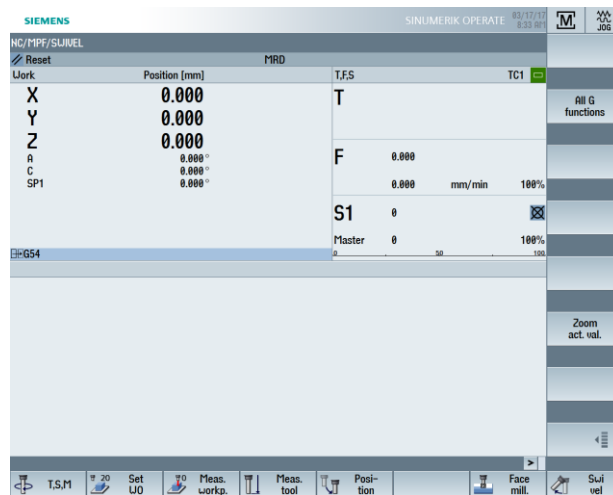 SIEMENS
SINUMERIK OPERATE
03/17/17
8:33 AM
M
JOG
NC/MPF/SWIVEL
Reset
MRD
Work
Position [mm]
T,F,S
TC1
X 0.000
Y 0.000
Z 0.000
A 0.000°
C 0.000°
SP1 0.000°
G54
T
F 0.000
0.000 mm/min 100%
S1 0
Master 0 100%
0 50 100
All G
functions
Zoom
act. val.
>
T,S,M
20
Set
WO
0
Meas.
workp.
Meas.
tool
Posi-
tion
Face
mill.
Swi
vel